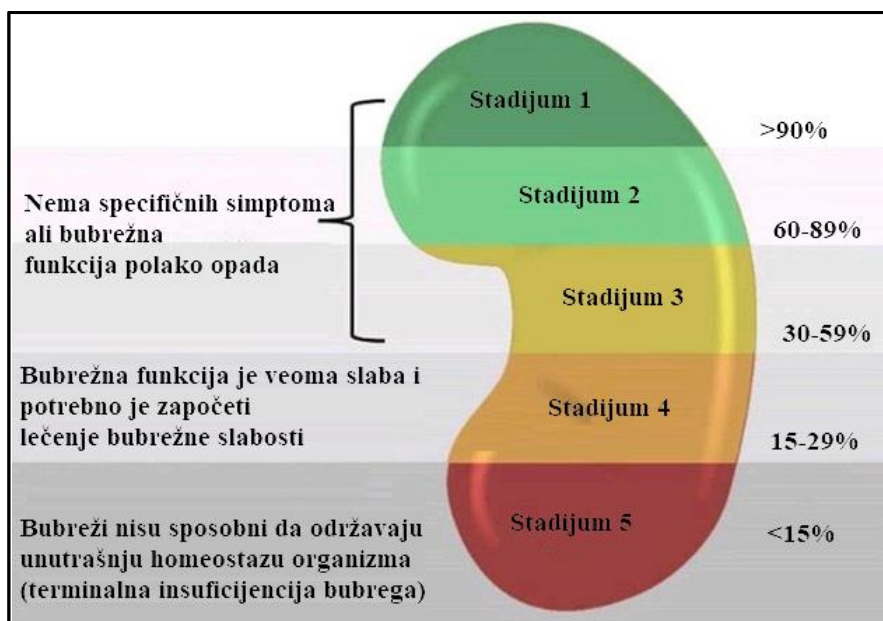 Stadijum 1
>90%
Stadijum 2
60-89%
Nema specifičnih simptoma
ali bubrežna
funkcija polako opada
Stadijum 3
30-59%
Bubrežna funkcija je veoma slaba i
potrebno je započeti
lečenje bubrežne slabosti
Stadijum 4
15-29%
Bubreži nisu sposobni da održavaju
unutrašnju homeostazu organizma
(terminalna insuficijencija bubrega)
Stadijum 5
<15%